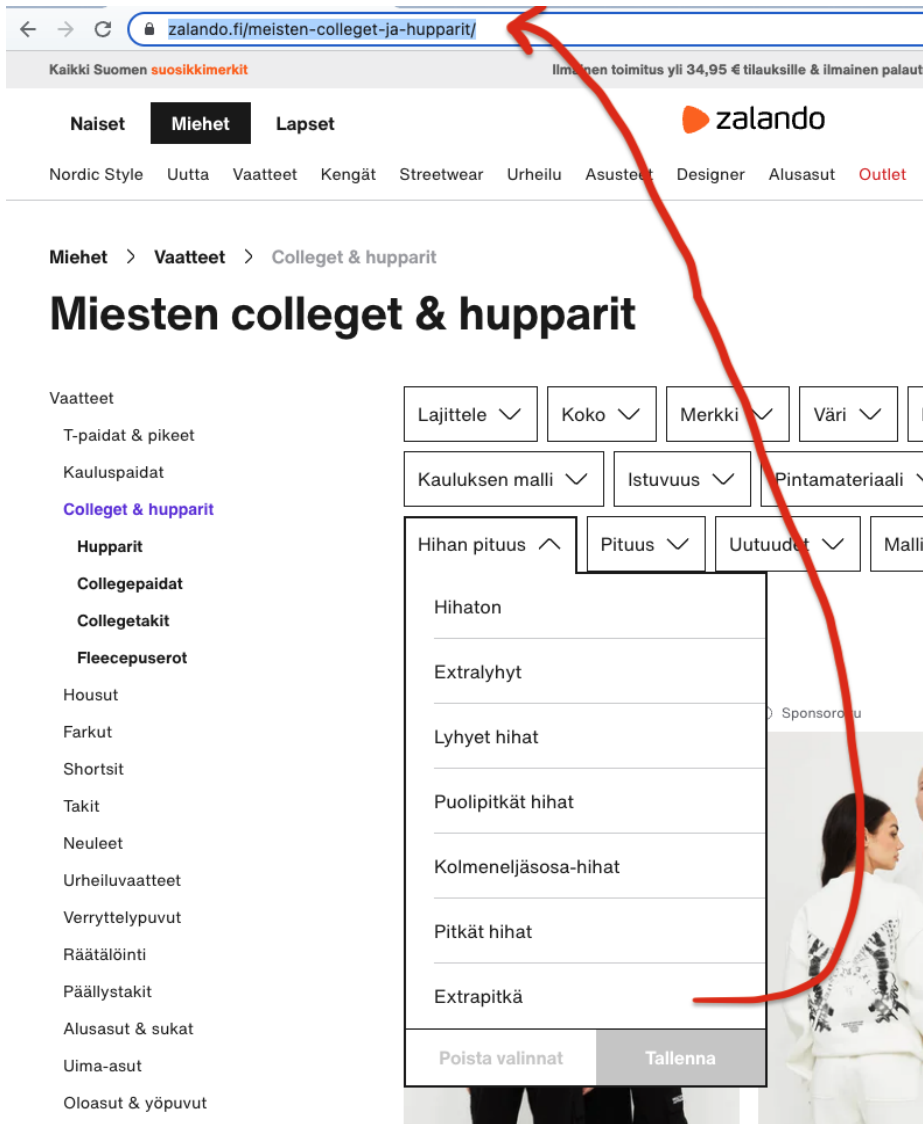 zalando.fi/meisten-colleget-ja-hupparit/
Kaikki Suomen suosikkimerkit
Ilmainen toimitus yli 34,95 € tilauksille & ilmainen palaut
Naiset Miehet Lapset
zalando
Nordic Style Uutta Vaatteet Kengät Streetwear Urheilu Asusteet Designer Alusasut Outlet
Miehet > Vaatteet > Colleget & hupparit
Miesten colleget & hupparit
Vaatteet
T-paidat & pikeet
Kauluspaidat
Colleget & hupparit
Hupparit
Collegepaidat
Collegetakit
Fleecepuserot
Housut
Farkut
Shortsit
Takit
Neuleet
Urheiluvaatteet
Verryttelypuvut
Räätälöinti
Päällystakit
Alusasut & sukat
Uima-asut
Oloasut & yöpuvut
Lajittele Koko Merkki Väri
Kauluksen malli Istuvuus Pintamateriaali
Hihan pituus Pituus Uutuudet Malli
Hihaton
Extralyhyt
Lyhyet hihat
Puolipitkät hihat
Kolmeneljäsosa-hihat
Pitkät hihat
Extrapitkä
Poista valinnat Tallenna
Sponsoroitu